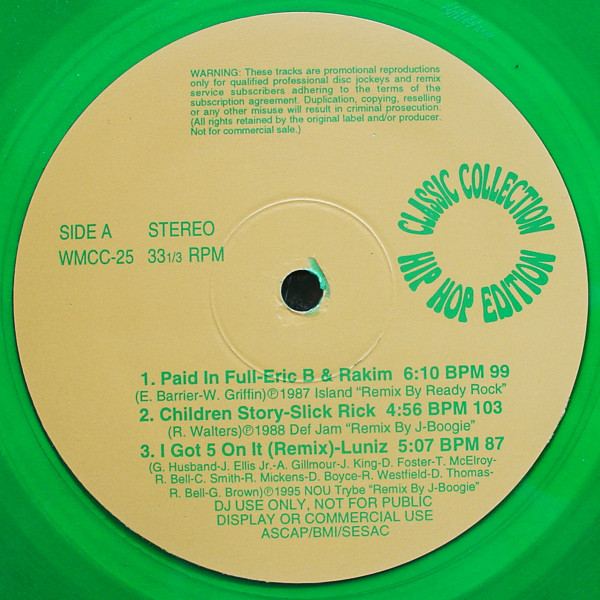 WARNING: These tracks are promotional reproductions
only for qualified professional disc jockeys and remix
service subscribers adhering to the terms of the
subscription agreement. Duplication, copying, reselling
or any other misuse will result in criminal prosecution.
(All rights retained by the original label and/or producer.
Not for commercial sale.)
CLASSIC COLLECTION
HIP HOP EDITION
SIDE A STEREO
WMCC-25 33 1/3 RPM
1. Paid In Full-Eric B & Rakim 6:10 BPM 99
(E. Barrier-W. Griffin)℗1987 Island “Remix By Ready Rock”
2. Children Story-Slick Rick 4:56 BPM 103
(R. Walters)℗1988 Def Jam “Remix By J-Boogie”
3. I Got 5 On It (Remix)-Luniz 5:07 BPM 87
(G. Husband-J. Ellis Jr.-A. Gillmour-J. King-D. Foster-T. McElroy-
R. Bell-C. Smith-R. Mickens-D. Boyce-R. Westfield-D. Thomas-
R. Bell-G. Brown)℗1995 NOU Trybe “Remix By J-Boogie”
DJ USE ONLY, NOT FOR PUBLIC
DISPLAY OR COMMERCIAL USE
ASCAP/BMI/SESAC